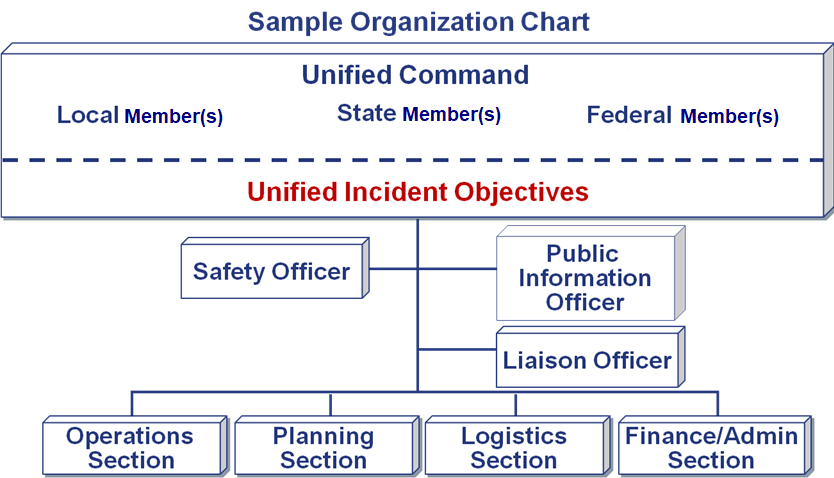 Sample Organization Chart
Unified Command
Local Member(s) State Member(s) Federal Member(s)
Unified Incident Objectives
Safety Officer
Public
Information
Officer
Liaison Officer
Operations
Section
Planning
Section
Logistics
Section
Finance/Admin
Section